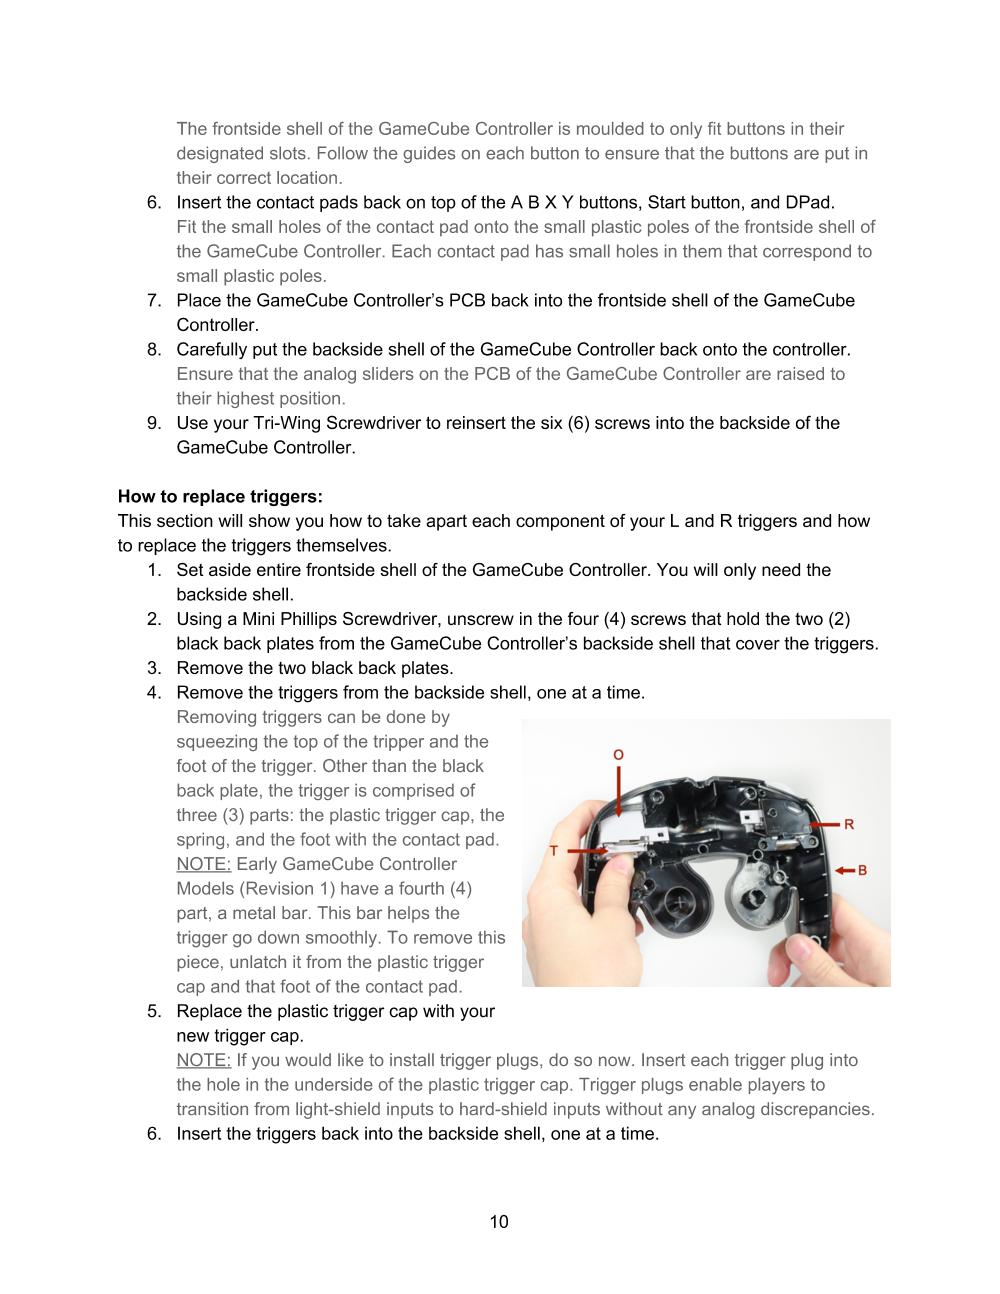 The frontside shell of the GameCube Controller is moulded to only fit buttons in their
designated slots. Follow the guides on each button to ensure that the buttons are put in
their correct location.
6. Insert the contact pads back on top of the A B X Y buttons, Start button, and DPad.
Fit the small holes of the contact pad onto the small plastic poles of the frontside shell of
the GameCube Controller. Each contact pad has small holes in them that correspond to
small plastic poles.
7. Place the GameCube Controller’s PCB back into the frontside shell of the GameCube
Controller.
8. Carefully put the backside shell of the GameCube Controller back onto the controller.
Ensure that the analog sliders on the PCB of the GameCube Controller are raised to
their highest position.
9. Use your Tri-Wing Screwdriver to reinsert the six (6) screws into the backside of the
GameCube Controller.
How to replace triggers:
This section will show you how to take apart each component of your L and R triggers and how
to replace the triggers themselves.
1. Set aside entire frontside shell of the GameCube Controller. You will only need the
backside shell.
2. Using a Mini Phillips Screwdriver, unscrew in the four (4) screws that hold the two (2)
black back plates from the GameCube Controller’s backside shell that cover the triggers.
3. Remove the two black back plates.
4. Remove the triggers from the backside shell, one at a time.
Removing triggers can be done by
squeezing the top of the tripper and the
foot of the trigger. Other than the black
back plate, the trigger is comprised of
three (3) parts: the plastic trigger cap, the
spring, and the foot with the contact pad.
NOTE: Early GameCube Controller
Models (Revision 1) have a fourth (4)
part, a metal bar. This bar helps the
trigger go down smoothly. To remove this
piece, unlatch it from the plastic trigger
cap and that foot of the contact pad.
O
R
T
B
5. Replace the plastic trigger cap with your
new trigger cap.
NOTE: If you would like to install trigger plugs, do so now. Insert each trigger plug into
the hole in the underside of the plastic trigger cap. Trigger plugs enable players to
transition from light-shield inputs to hard-shield inputs without any analog discrepancies.
6. Insert the triggers back into the backside shell, one at a time.
10